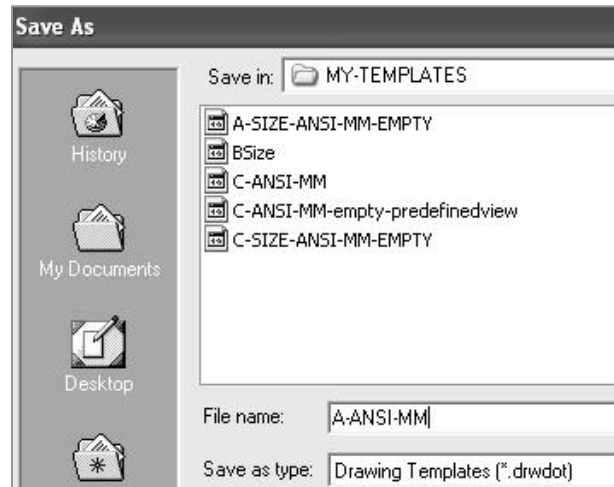 Save As
Save in: MY-TEMPLATES
History
My Documents
Desktop
A-SIZE-ANSI-MM-EMPTY
BSize
C-ANSI-MM
C-ANSI-MM-empty-predefinedview
C-SIZE-ANSI-MM-EMPTY
File name: A-ANSI-MM
Save as type: Drawing Templates (*.drwdot)